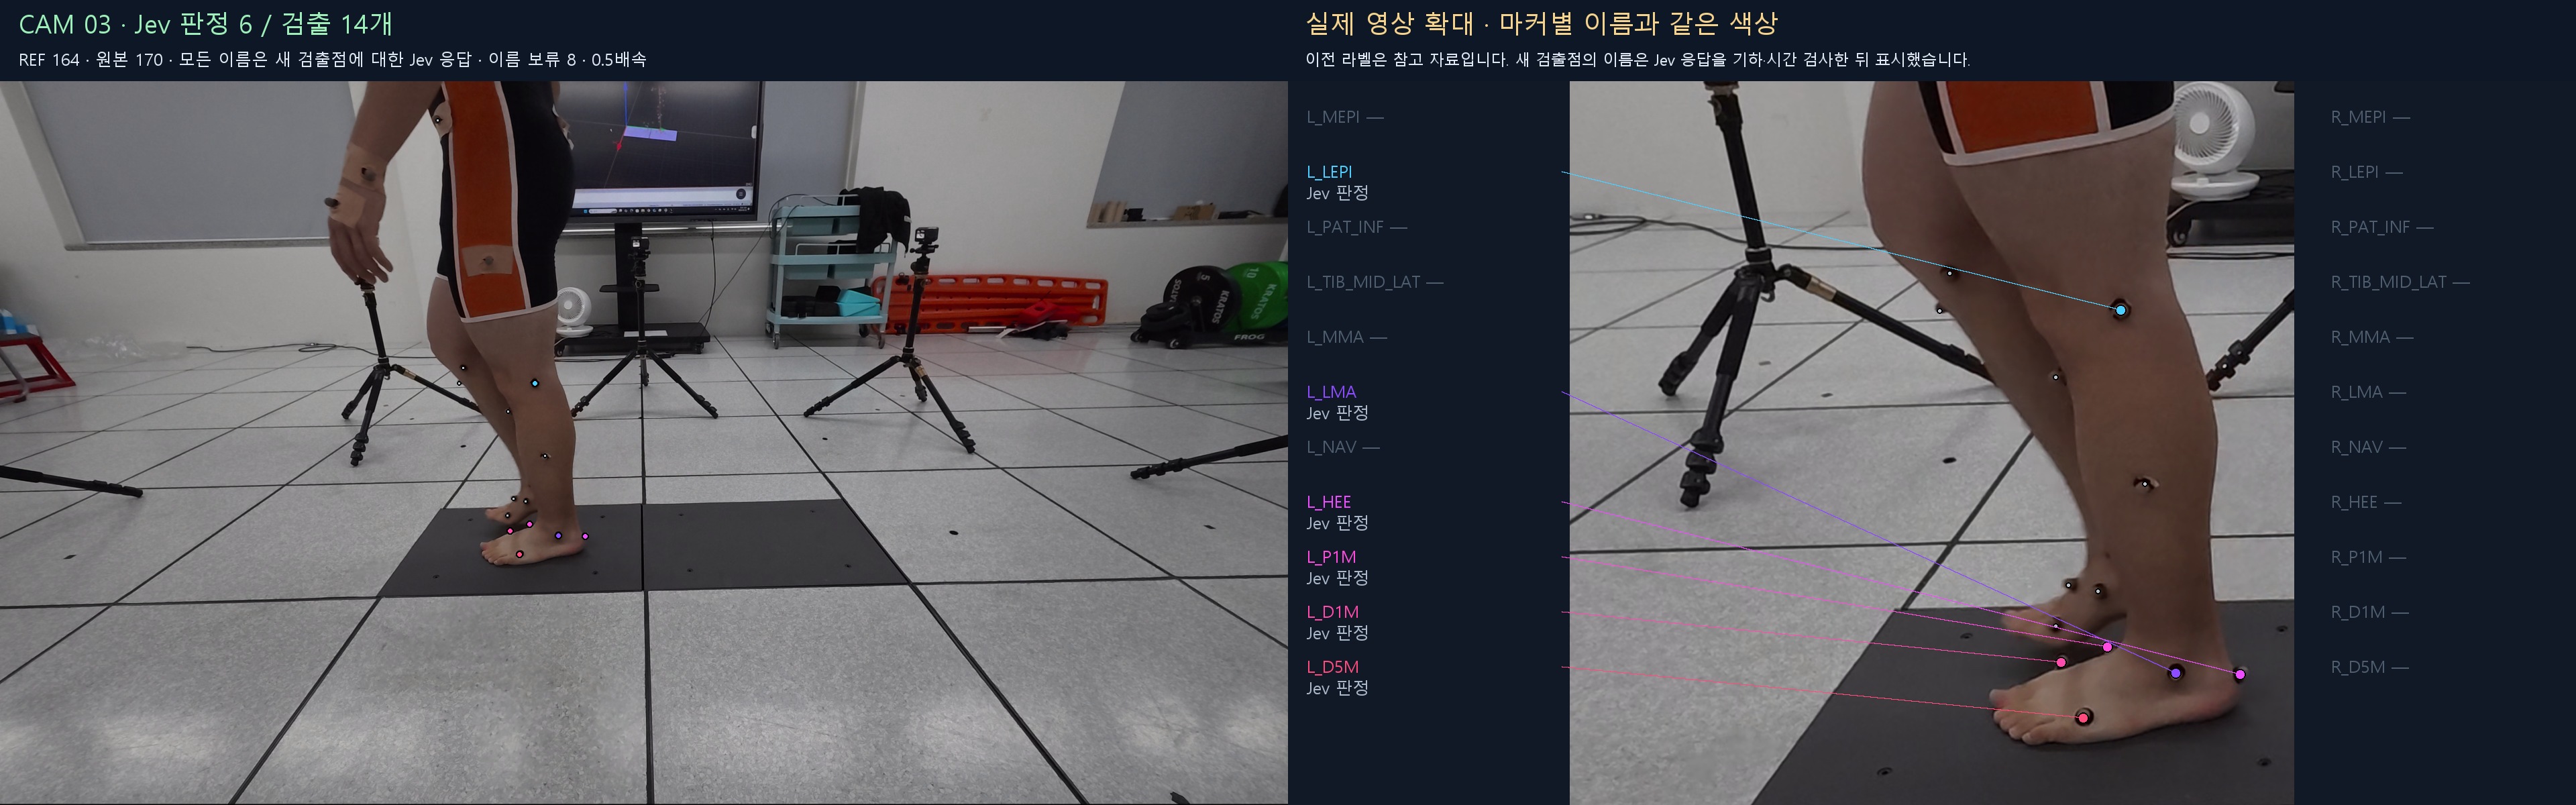 CAM 03 · Jev 판정 6 / 검출 14개
REF 164 · 원본 170 · 모든 이름은 새 검출점에 대한 Jev 응답 · 이름 보류 8 · 0.5배속
실제 영상 확대 · 마커별 이름과 같은 색상
이전 라벨은 참고 자료입니다. 새 검출점의 이름은 Jev 응답을 기하·시간 검사한 뒤 표시했습니다.
L_MEPI —
L_LEPI
Jev 판정
L_PAT_INF —
L_TIB_MID_LAT —
L_MMA —
L_LMA
Jev 판정
L_NAV —
L_HEE
Jev 판정
L_P1M
Jev 판정
L_D1M
Jev 판정
L_D5M
Jev 판정
R_MEPI —
R_LEPI —
R_PAT_INF —
R_TIB_MID_LAT —
R_MMA —
R_LMA —
R_NAV —
R_HEE —
R_P1M —
R_D1M —
R_D5M —
KRATOS
KRATOS
FROG
10
5